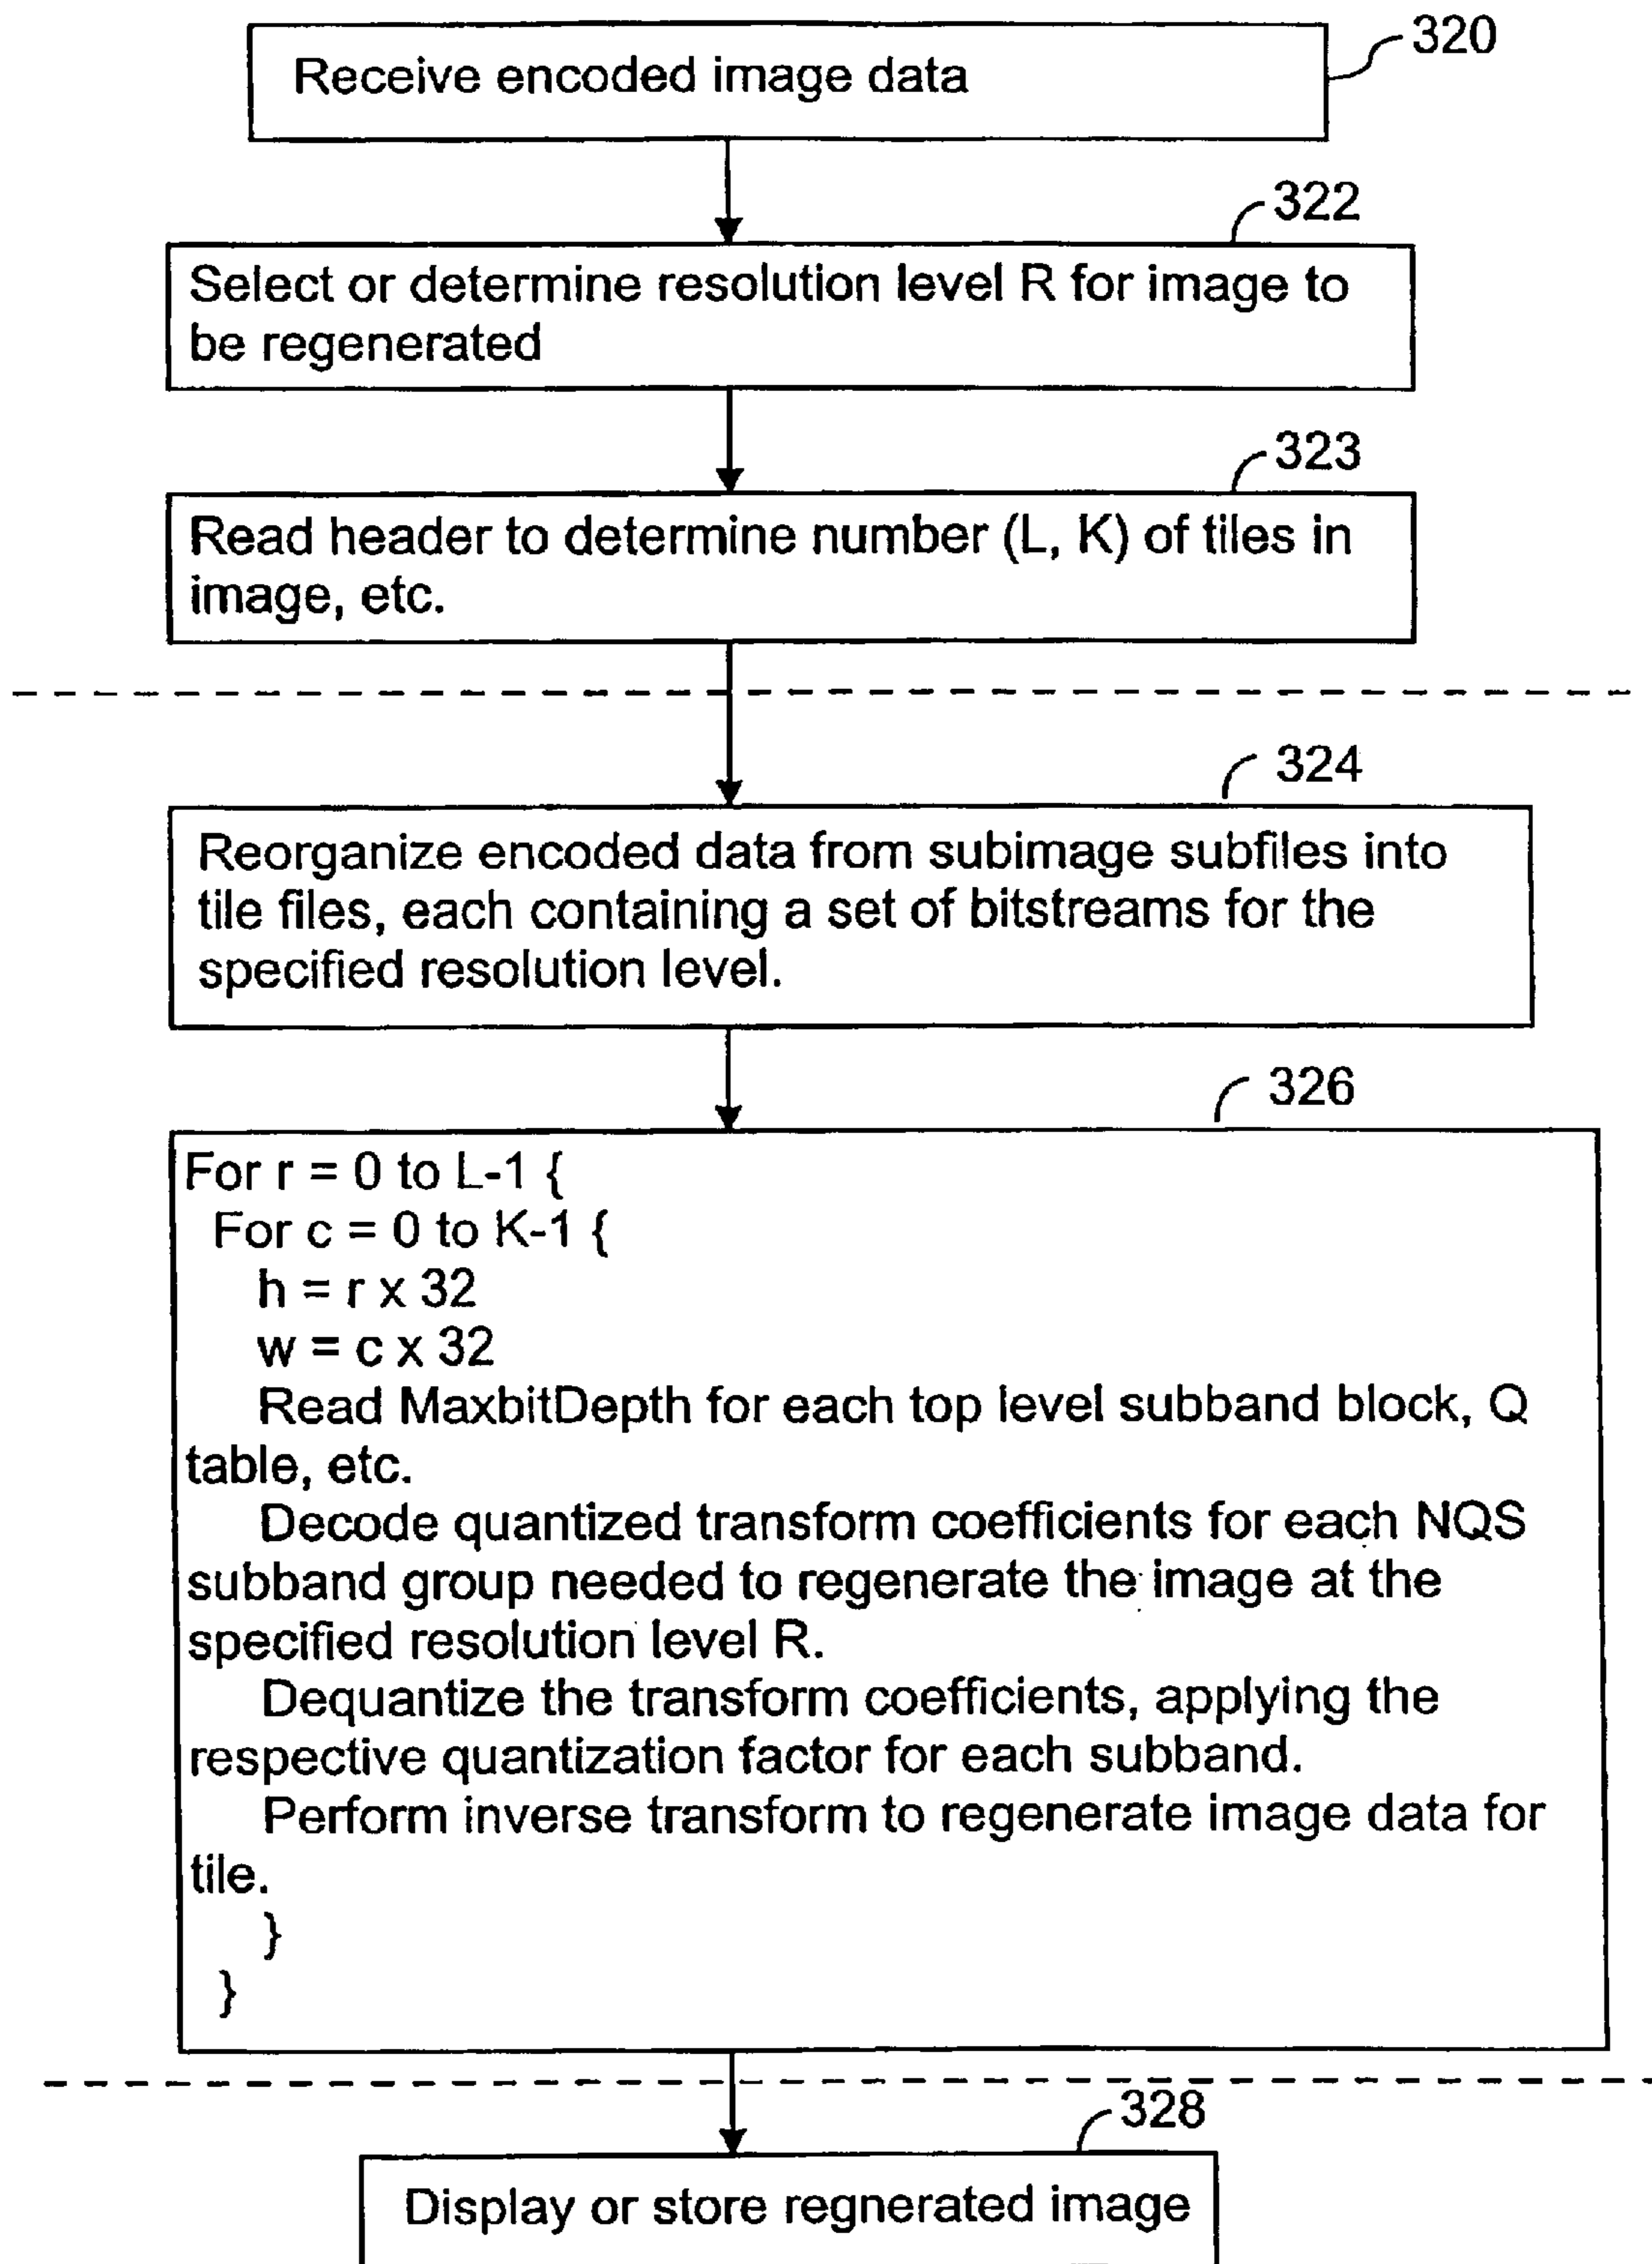 320
Receive encoded image data
322
Select or determine resolution level R for image to
be regenerated
323
Read header to determine number (L, K) of tiles in
image, etc.
324
Reorganize encoded data from subimage subfiles into
tile files, each containing a set of bitstreams for the
specified resolution level.
326
For r = 0 to L-1 {
For c = 0 to K-1 {
h = r x 32
w = c x 32
Read MaxbitDepth for each top level subband block, Q
table, etc.
Decode quantized transform coefficients for each NQS
subband group needed to regenerate the image at the
specified resolution level R.
Dequantize the transform coefficients, applying the
respective quantization factor for each subband.
Perform inverse transform to regenerate image data for
tile.
}
}
328
Display or store regnerated image